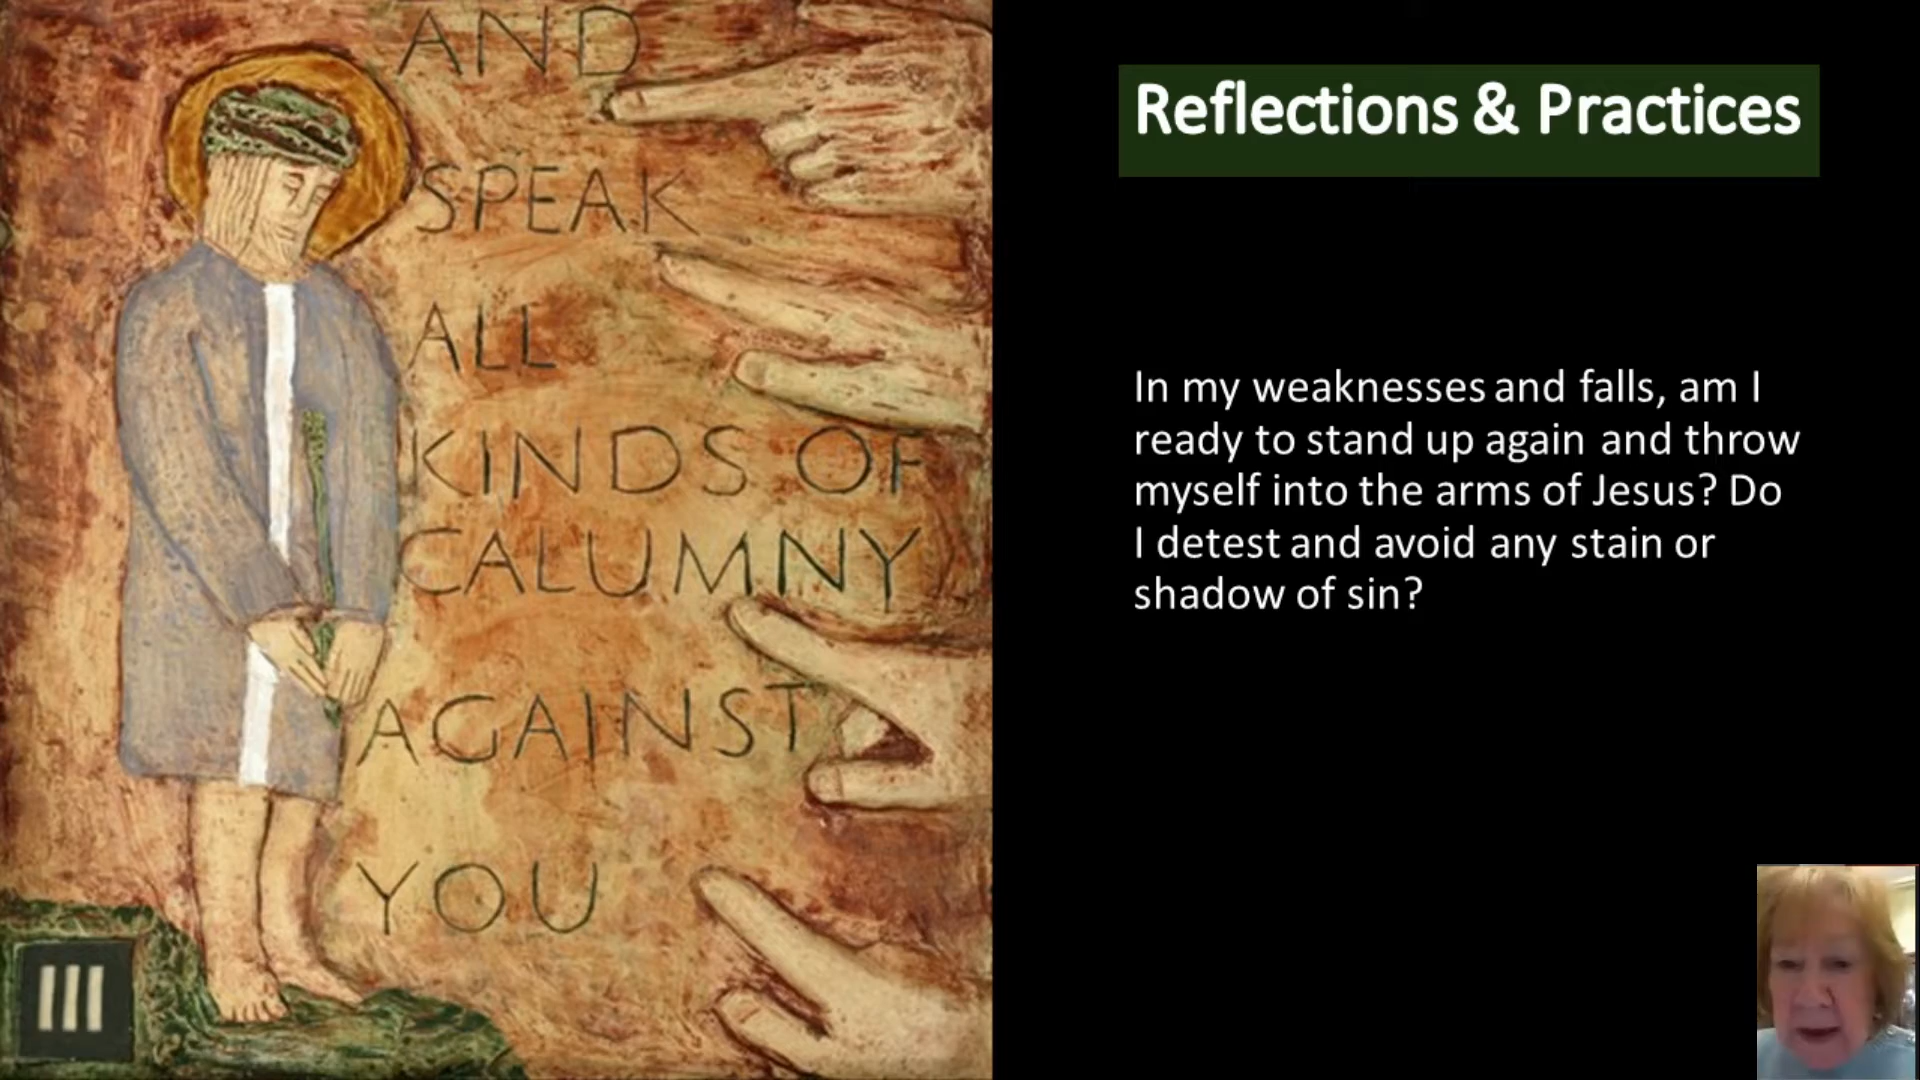 AND
SPEAK
ALL
KINDS OF
CALUMNY
AGAINST
YOU
III
Reflections & Practices
In my weaknesses and falls, am I
ready to stand up again and throw
myself into the arms of Jesus? Do
I detest and avoid any stain or
shadow of sin?